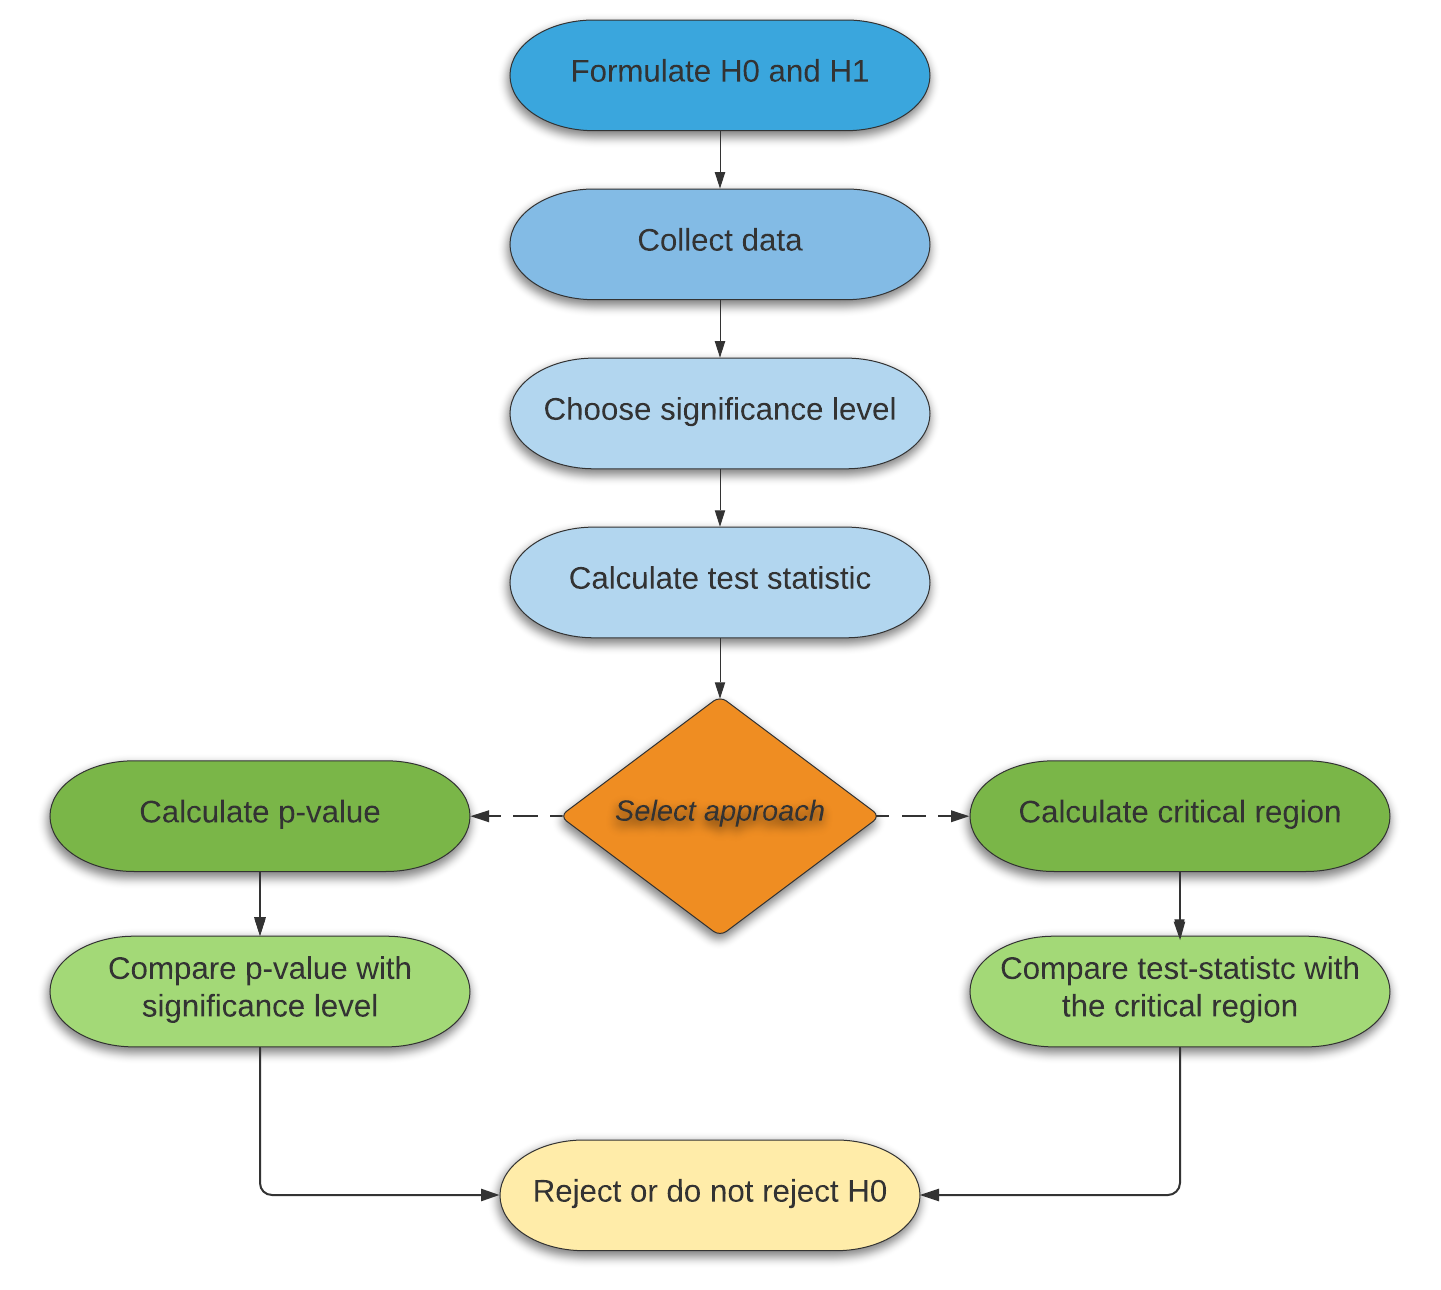 Formulate H0 and H1
Collect data
Choose significance level
Calculate test statistic
Select approach
Calculate p-value
Calculate critical region
Compare p-value with
significance level
Compare test-statistc with
the critical region
Reject or do not reject H0